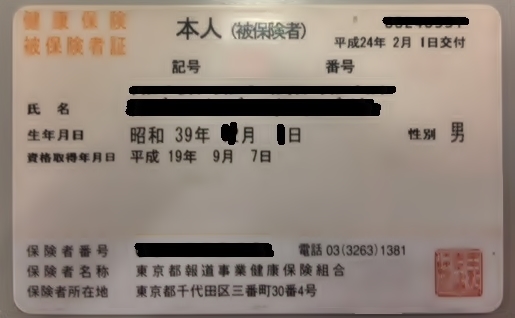 健康保険
被保険者証
本人(被保険者)
平成24年 2月 1日交付
記号 番号
氏名
生年月日 昭和 39年 月 日 性別 男
資格取得年月日 平成 19年 9月 7日
保険者番号 電話 03(3263)1381
保険者名称 東京都報道事業健康保険組合
保険者所在地 東京都千代田区三番町30番4号